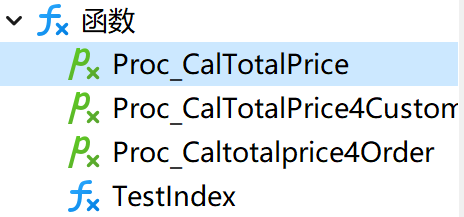 函数
Proc_CalTotalPrice
Proc_CalTotalPrice4Custom
Proc_Caltotalprice4Order
TestIndex